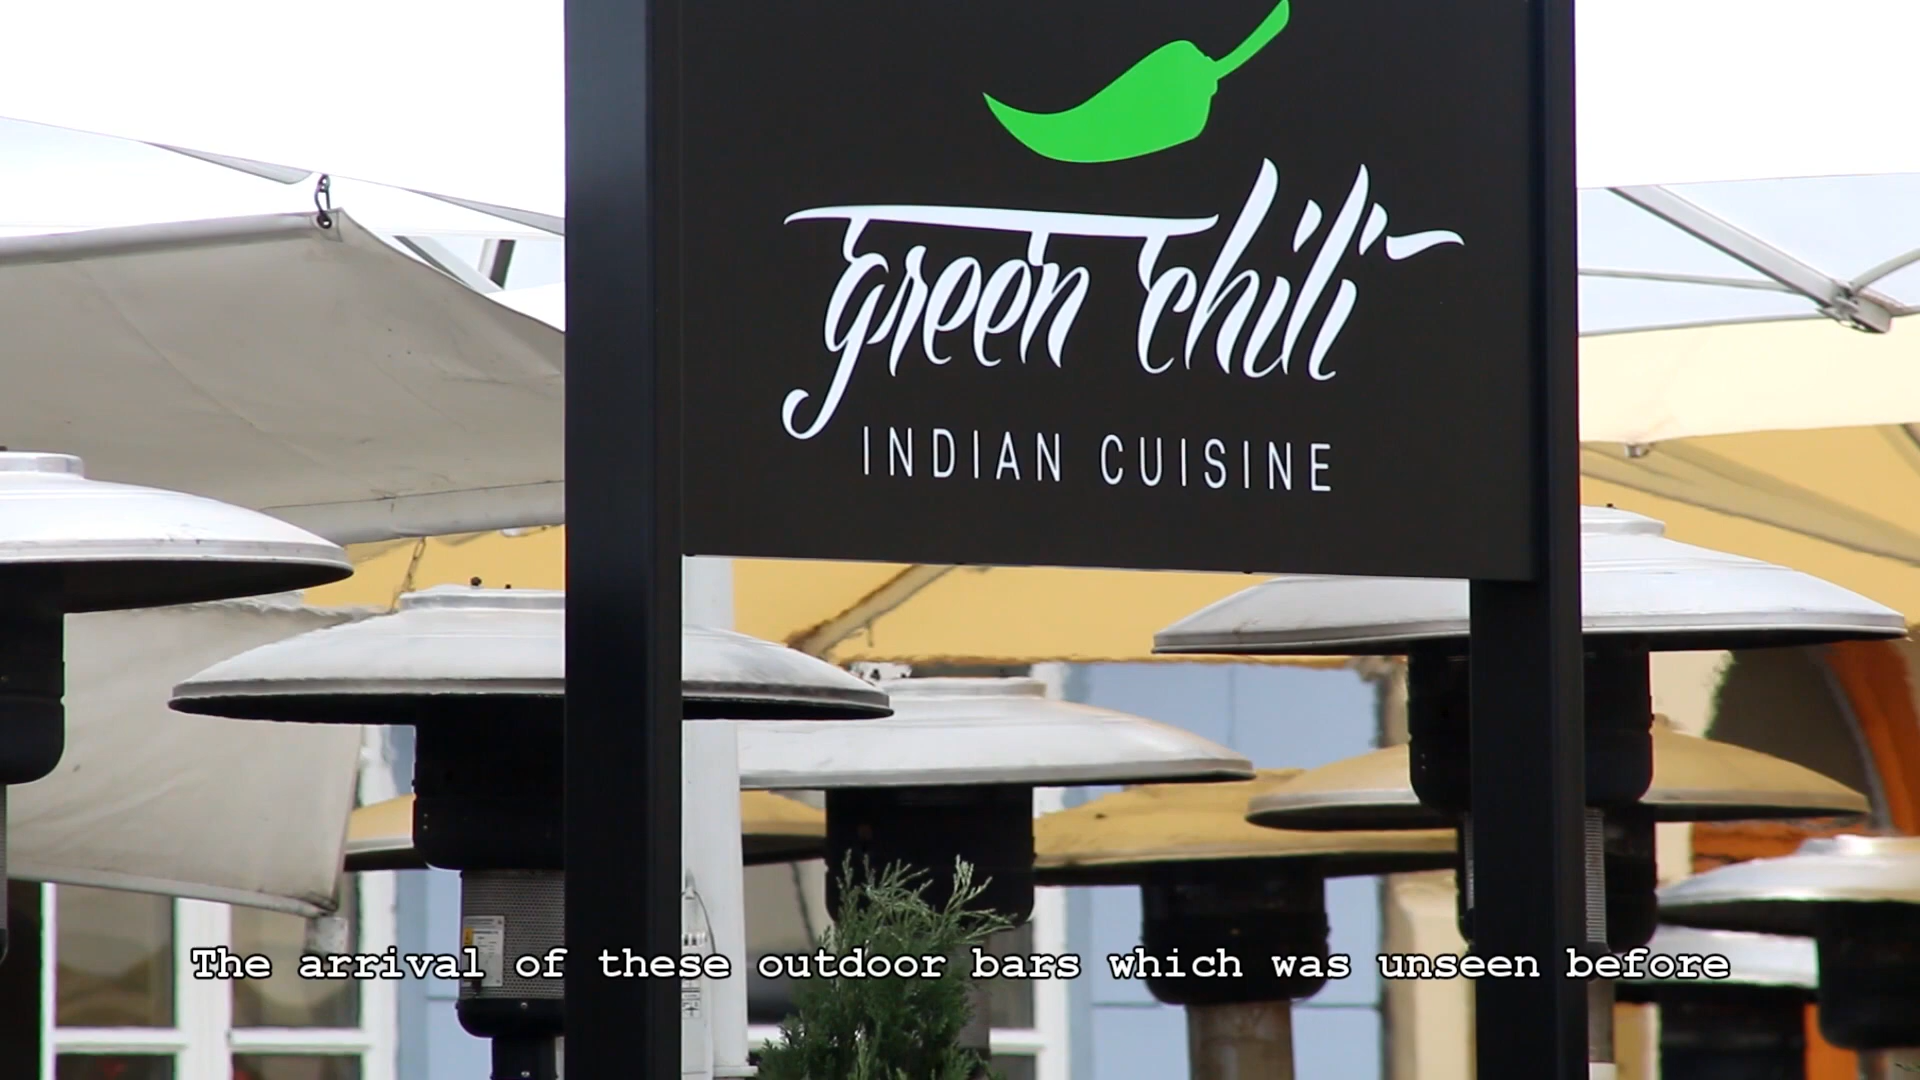 green chili
INDIAN CUISINE
The arrival of these outdoor bars which was unseen before